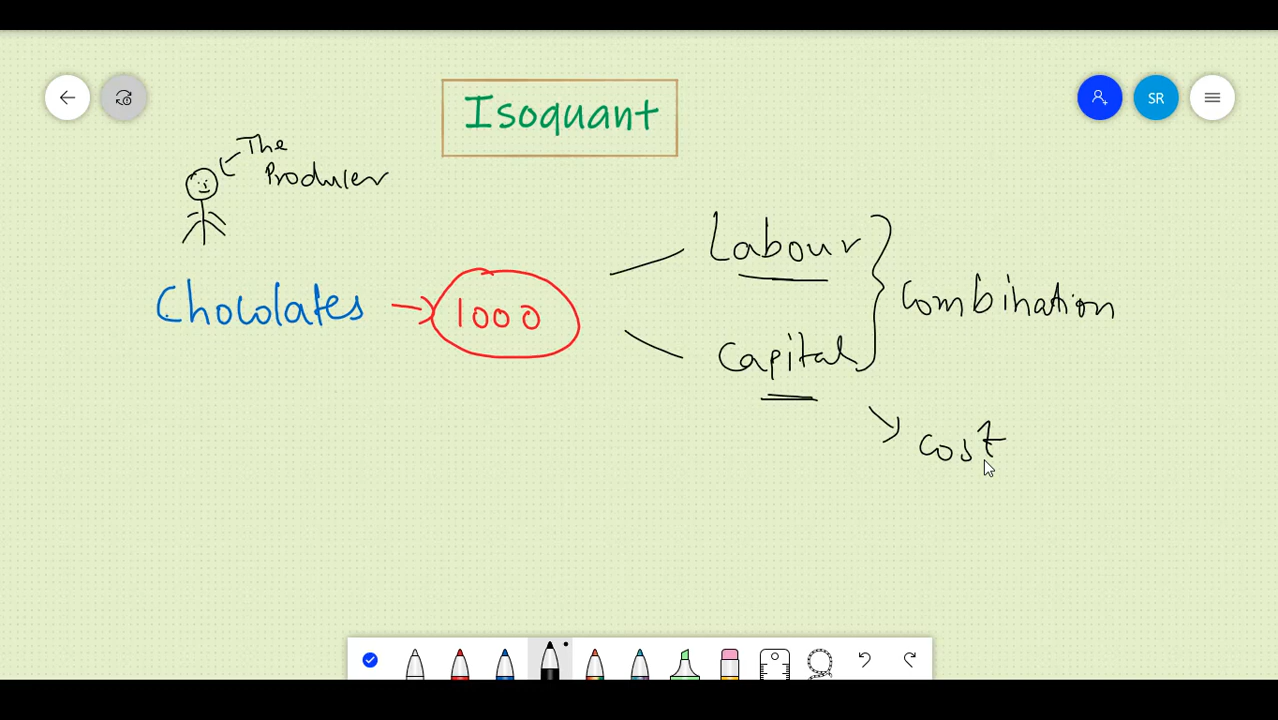 Isoquant
SR
The
Producer
Labour
Chocolates
1000
Combination
Capital
Cost